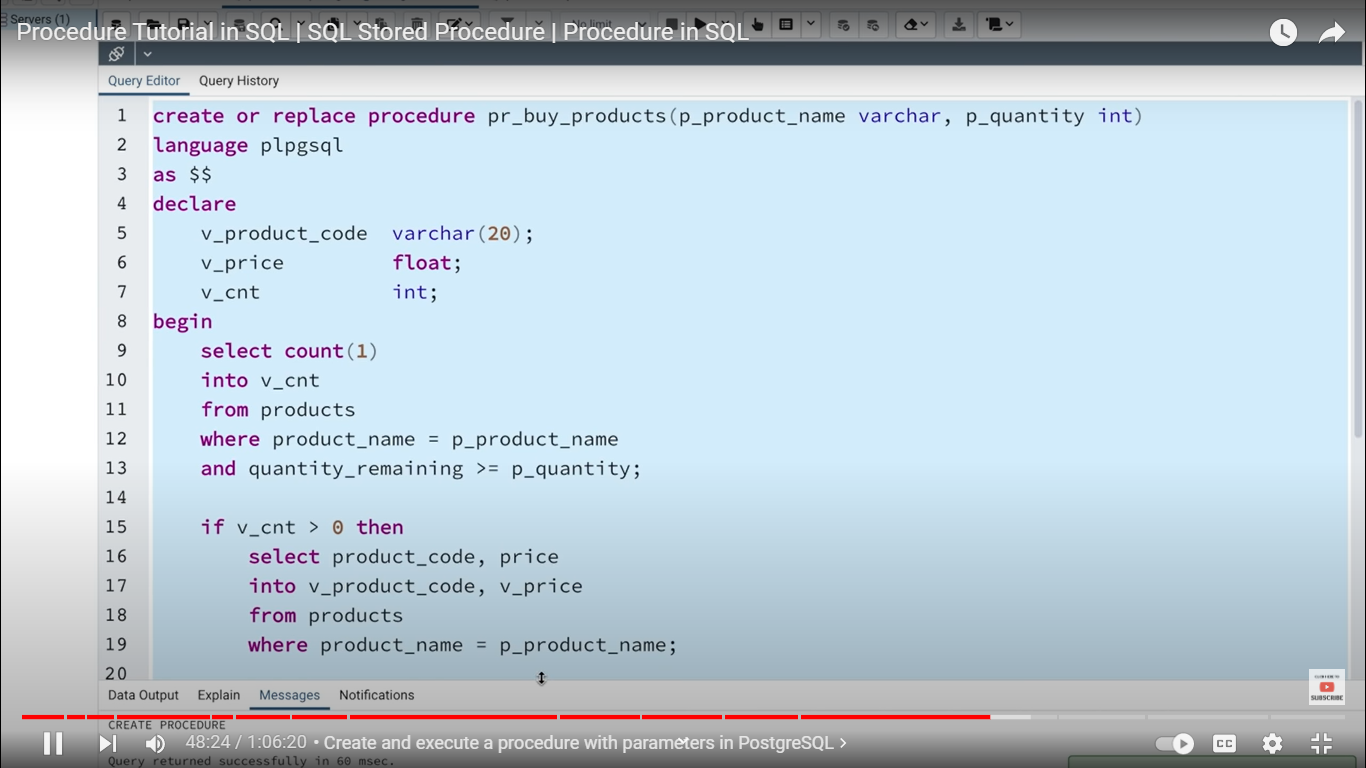 Servers (1)
No limit
Procedure Tutorial in SQL | SQL Stored Procedure | Procedure in SQL
Query Editor Query History
1 create or replace procedure pr_buy_products(p_product_name varchar, p_quantity int)
2 language plpgsql
3 as $$
4 declare
5 v_product_code varchar(20);
6 v_price float;
7 v_cnt int;
8 begin
9 select count(1)
10 into v_cnt
11 from products
12 where product_name = p_product_name
13 and quantity_remaining >= p_quantity;
14
15 if v_cnt > 0 then
16 select product_code, price
17 into v_product_code, v_price
18 from products
19 where product_name = p_product_name;
20
SUBSCRIBE
Data Output Explain Messages Notifications
CREATE PROCEDURE
48:24 / 1:06:20 • Create and execute a procedure with parameters in PostgreSQL >
CC
Query returned successfully in 60 msec.